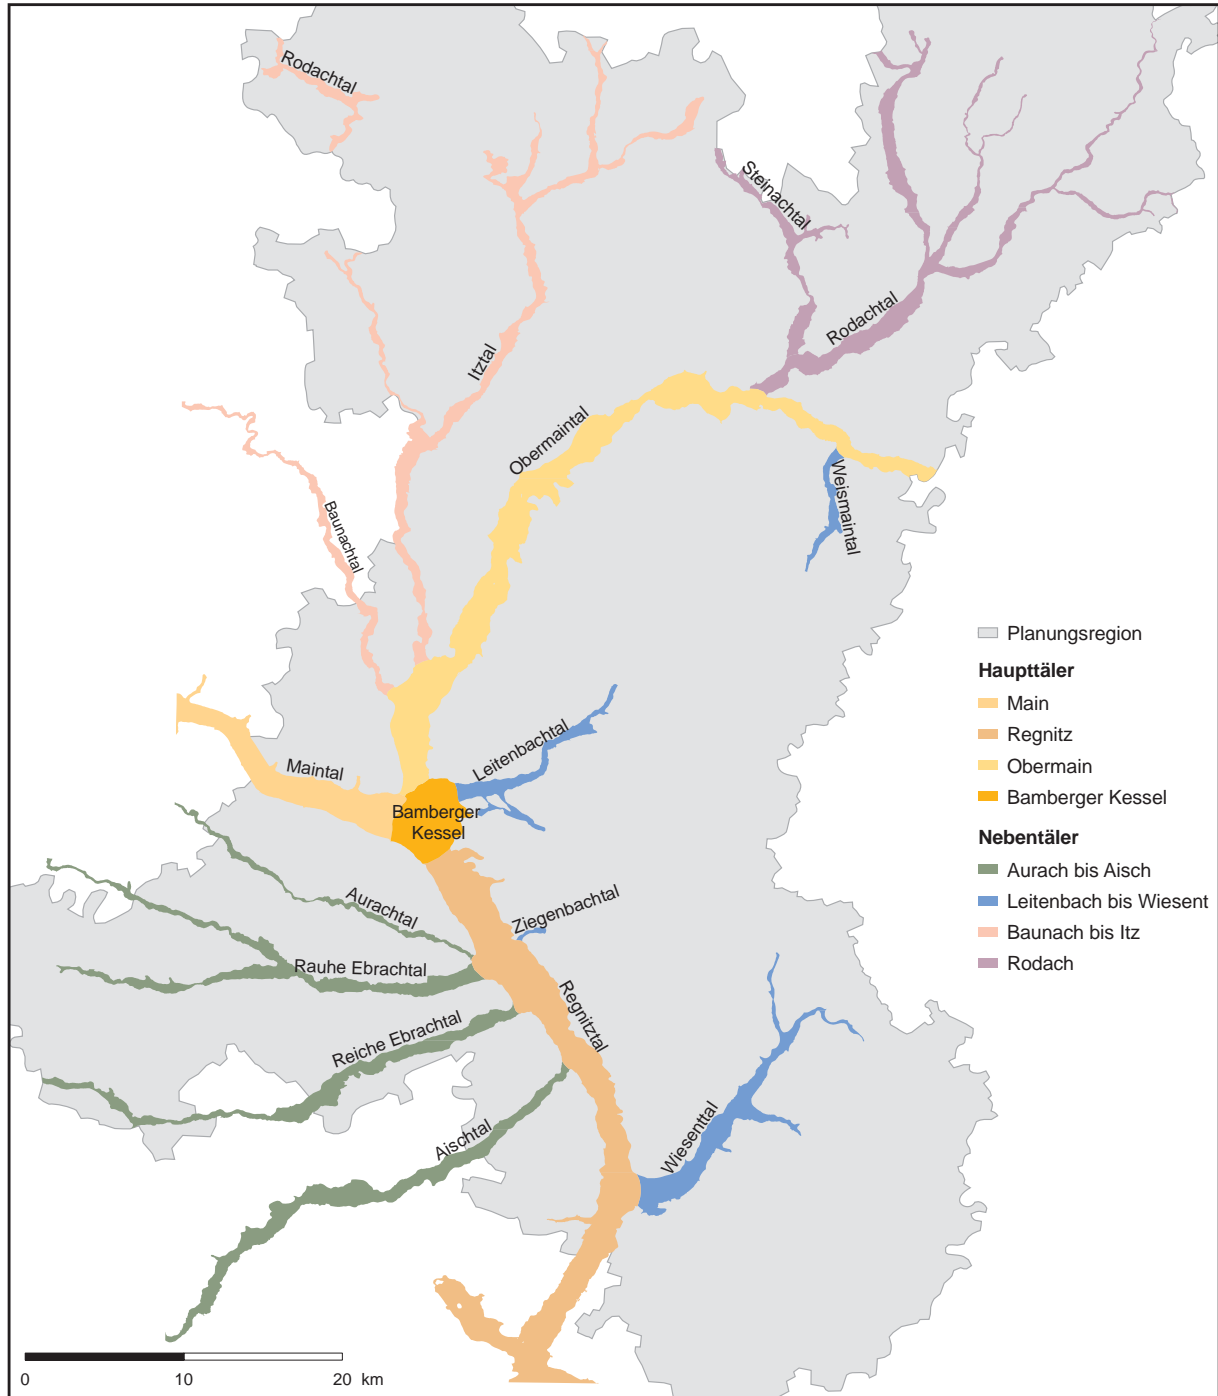 Rodachtal
Steinachtal
Rodachtal
Itztal
Obermaintal
Weismaintal
Baunachtal
Planungsregion
Haupttäler
Main
Regnitz
Obermain
Bamberger Kessel
Nebentäler
Aurach bis Aisch
Leitenbach bis Wiesent
Baunach bis Itz
Rodach
Leitenbachtal
Maintal
Bamberger
Kessel
Aurachtal
Ziegenbachtal
Rauhe Ebrachtal
Regnitztal
Reiche Ebrachtal
Aischtal
Wiesenttal
0 10 20 km